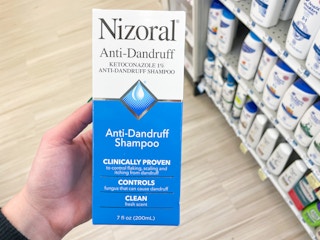 Nizoral®
Anti-Dandruff
KETOCONAZOLE 1%
ANTI-DANDRUFF SHAMPOO
Anti-Dandruff
Shampoo
CLINICALLY PROVEN
to control flaking, scaling and
itching from dandruff
CONTROLS
fungus that can cause dandruff
CLEAN
fresh scent
7 fl oz (200mL)